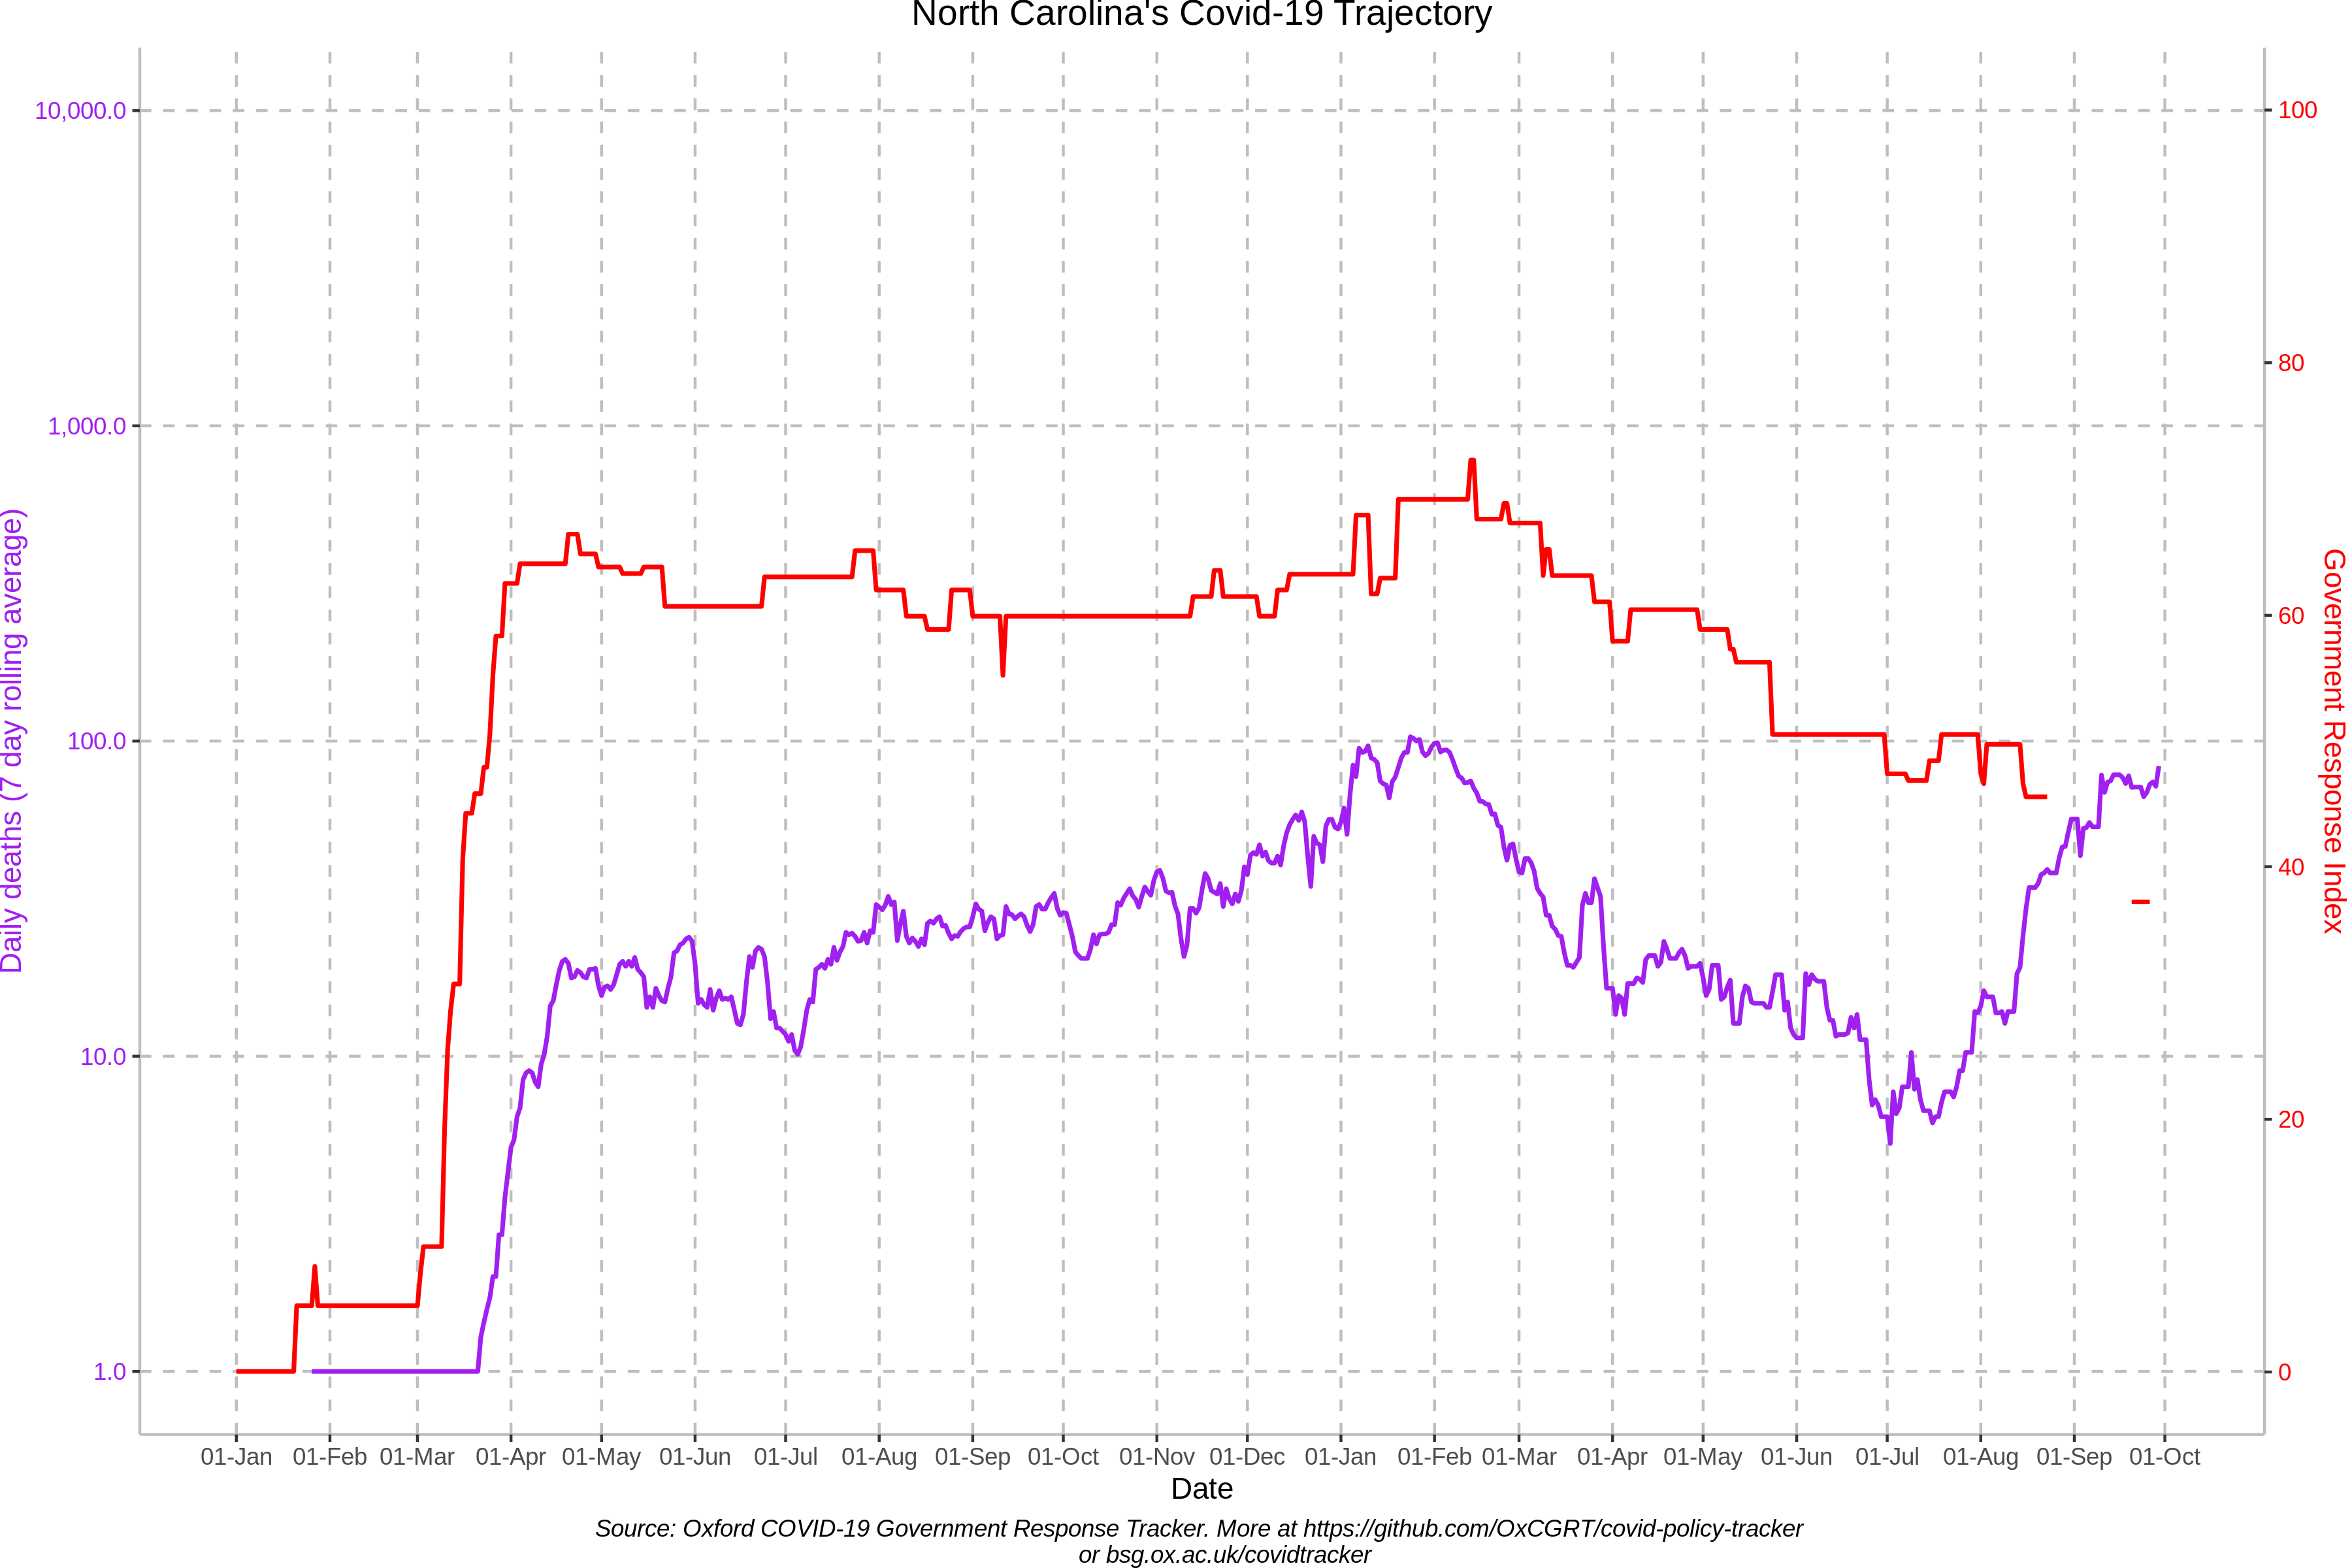 North Carolina's Covid-19 Trajectory
10,000.0
1,000.0
100.0
10.0
1.0
Daily deaths (7 day rolling average)
100
80
60
40
20
0
Government Response Index
01-Jan 01-Feb 01-Mar 01-Apr 01-May 01-Jun 01-Jul 01-Aug 01-Sep 01-Oct 01-Nov 01-Dec 01-Jan 01-Feb 01-Mar 01-Apr 01-May 01-Jun 01-Jul 01-Aug 01-Sep 01-Oct
Date
Source: Oxford COVID-19 Government Response Tracker. More at https://github.com/OxCGRT/covid-policy-tracker
or bsg.ox.ac.uk/covidtracker